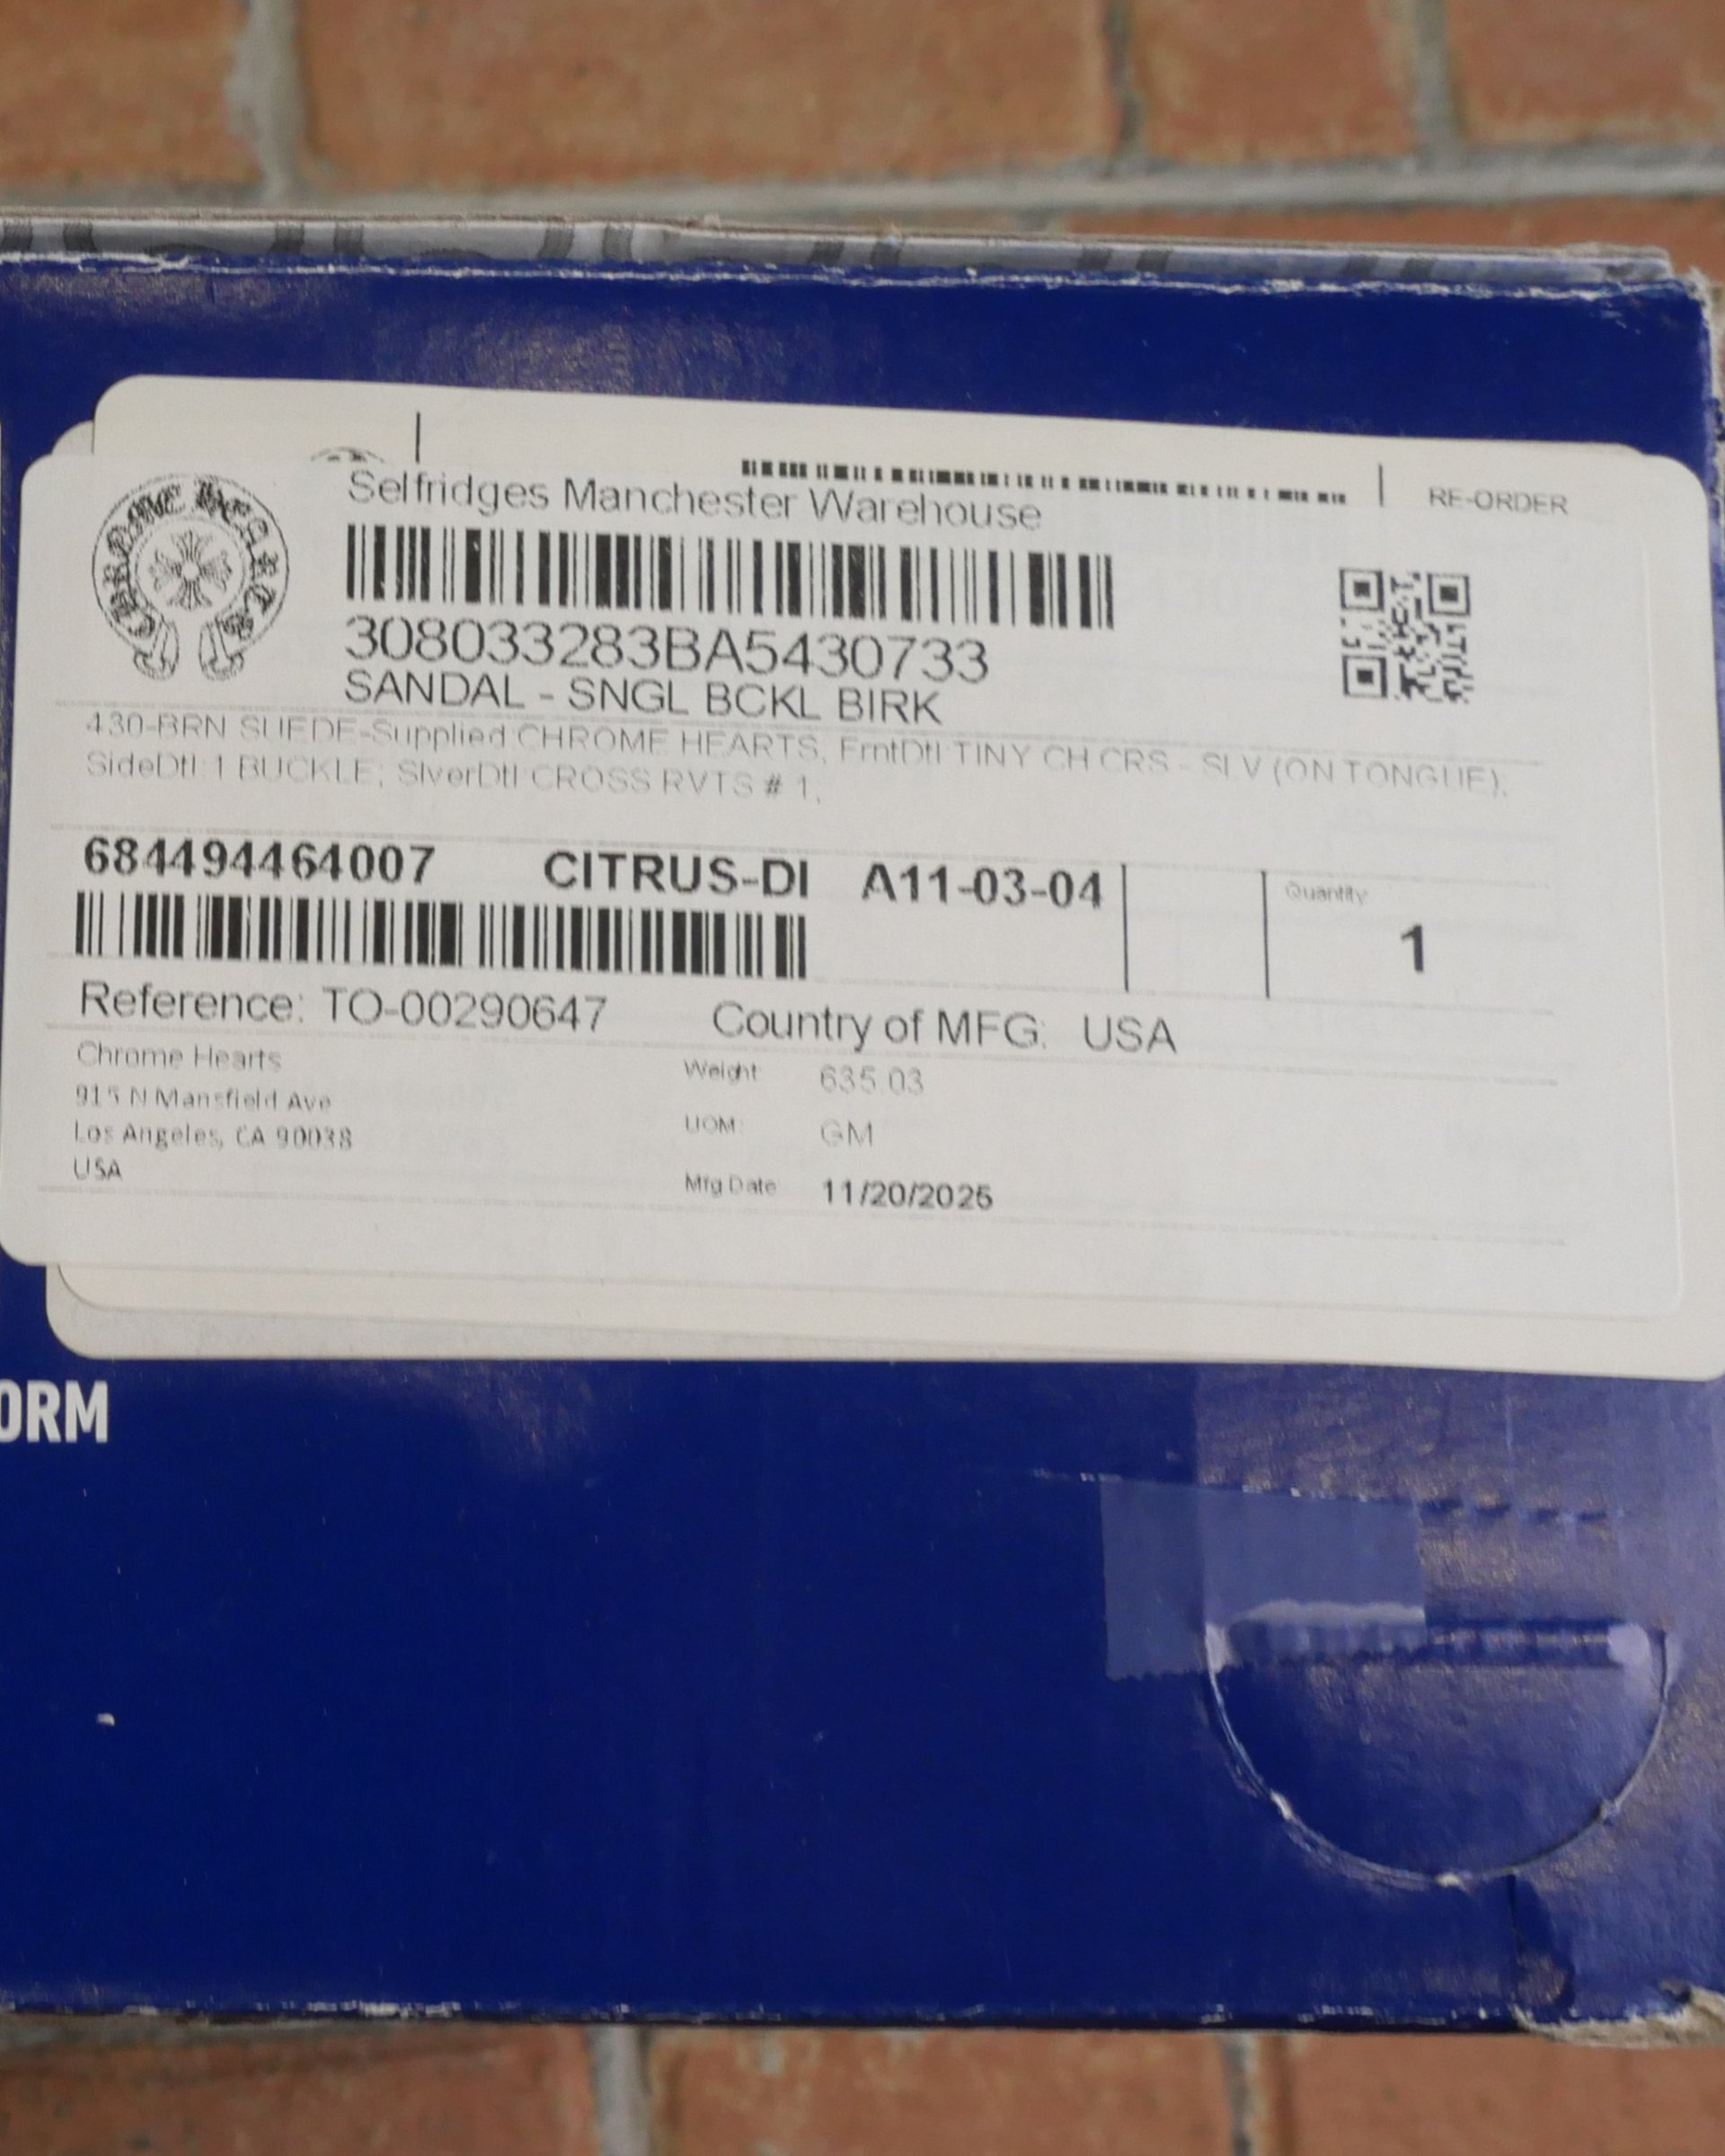 CHROME HEARTS
Selfridges Manchester Warehouse
RE-ORDER
308033283BA5430733
SANDAL - SNGL BCKL BIRK
430-BRN SUEDE-Supplied:CHROME HEARTS, FrntDtl:TINY CH CRS - SLV (ON TONGUE),
SideDtl:1 BUCKLE; SlverDtl:CROSS RVTS # 1,
684494464007 CITRUS-DI A11-03-04
Quantity
1
Reference: TO-00290647 Country of MFG: USA
Chrome Hearts
915 N Mansfield Ave
Los Angeles, CA 90038
USA
Weight 635.03
UOM: GM
Mfg Date 11/20/2025
ORM